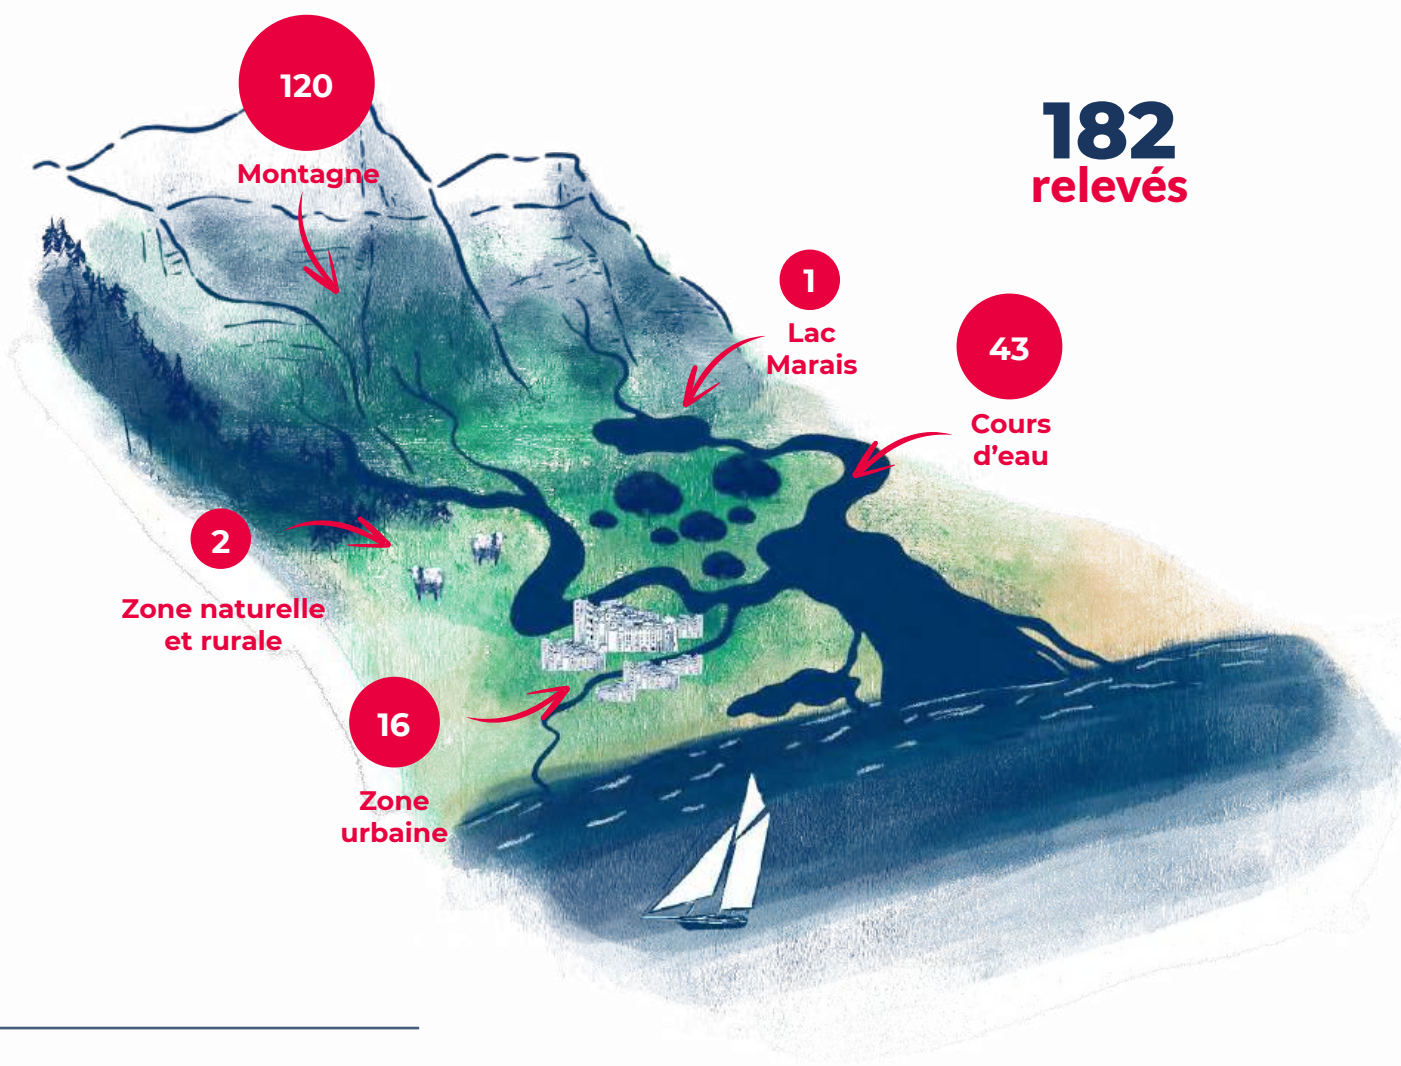 120
Montagne
182
relevés
1
Lac
Marais
43
Cours
d’eau
2
Zone naturelle
et rurale
16
Zone
urbaine